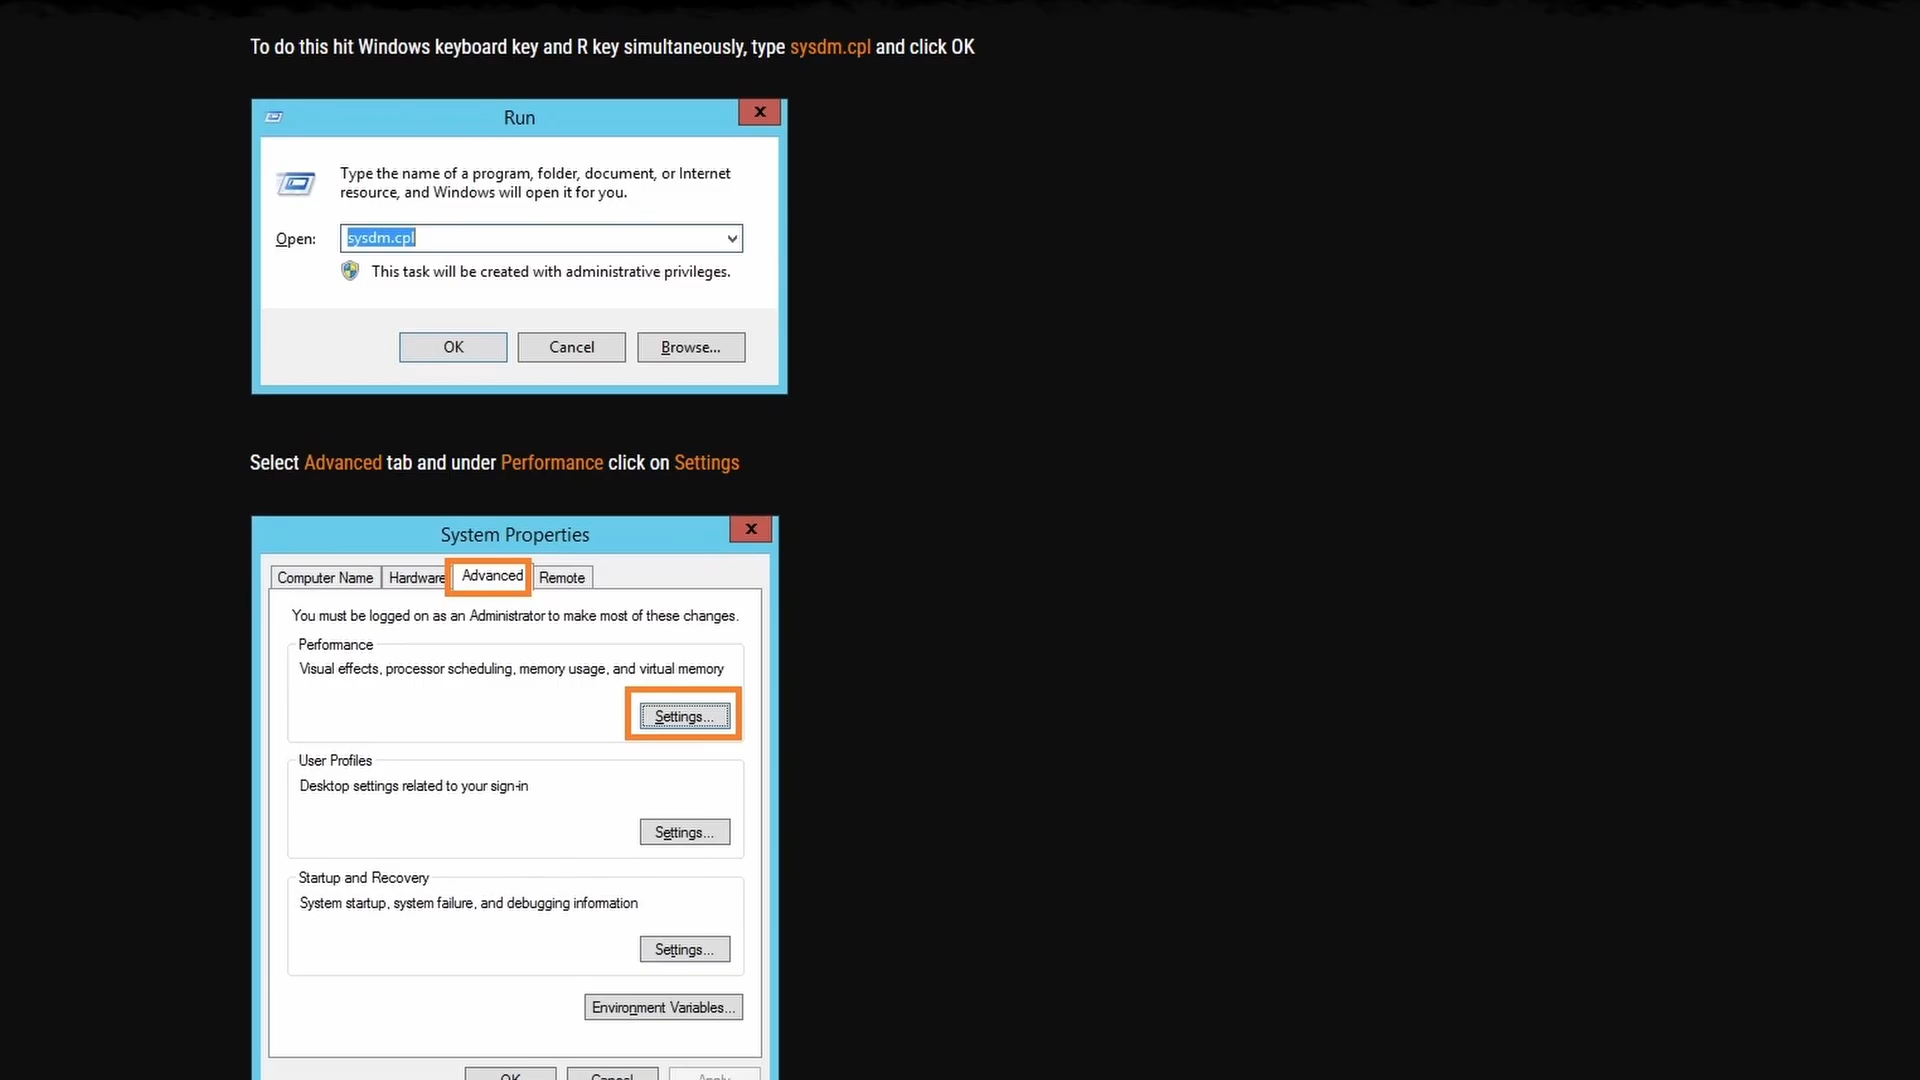 To do this hit Windows keyboard key and R key simultaneously, type sysdm.cpl and click OK
Run
x
Type the name of a program, folder, document, or Internet
resource, and Windows will open it for you.
Open: sysdm.cpl
This task will be created with administrative privileges.
OK Cancel Browse...
Select Advanced tab and under Performance click on Settings
System Properties
x
Computer Name Hardware Advanced Remote
You must be logged on as an Administrator to make most of these changes.
Performance
Visual effects, processor scheduling, memory usage, and virtual memory
Settings...
User Profiles
Desktop settings related to your sign-in
Settings...
Startup and Recovery
System startup, system failure, and debugging information
Settings...
Environment Variables...
OK Cancel Apply